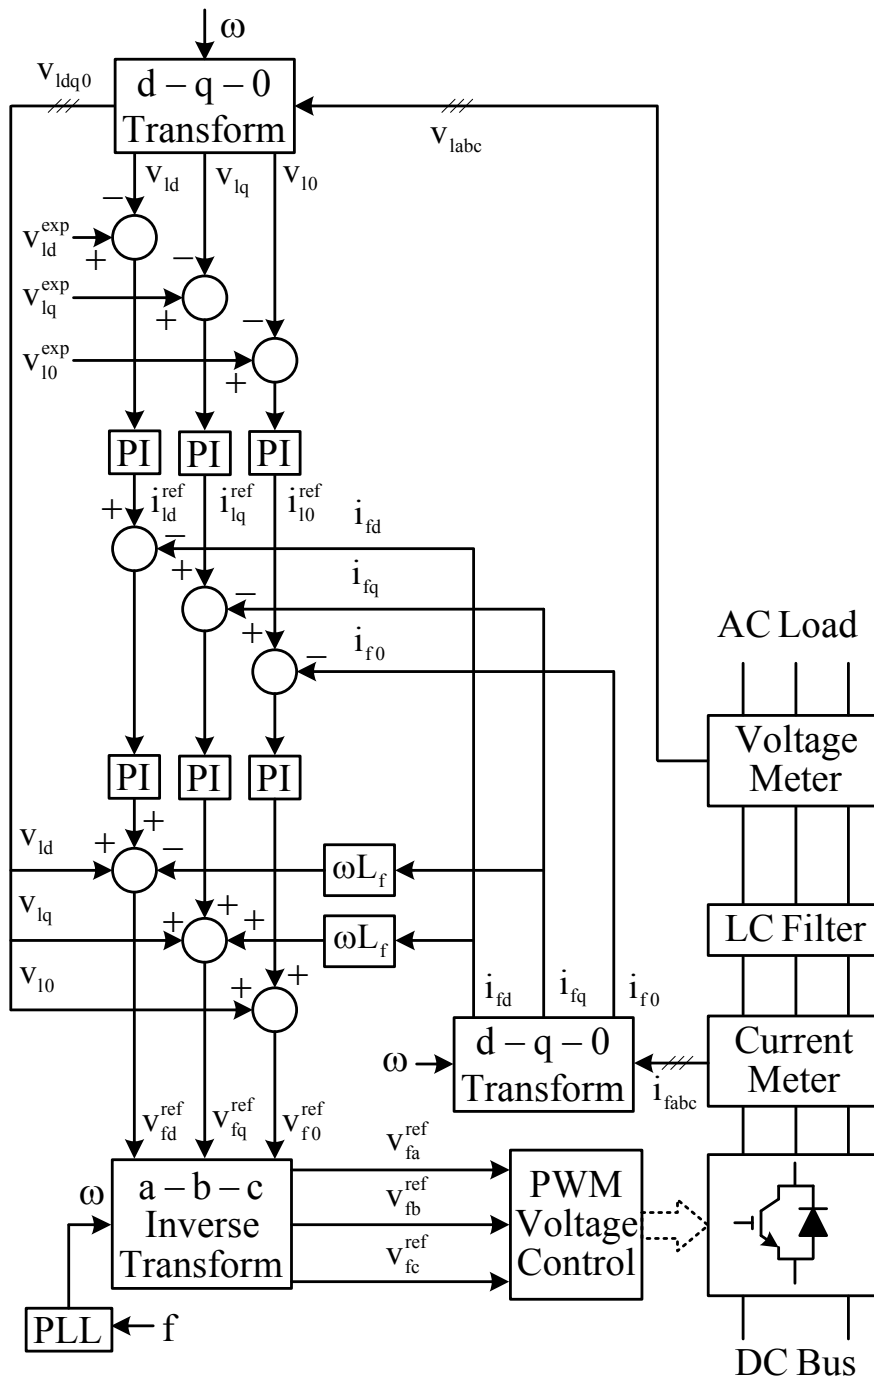 ω
v_ldq0
d – q – 0
Transform
v_labc
v_ld v_lq v_l0
−
v_ld^exp
+
−
v_lq^exp
+
−
v_l0^exp
+
PI PI PI
i_ld^ref i_lq^ref i_l0^ref
+
i_fd
−
+
i_fq
−
+
i_f0
−
AC Load
Voltage
Meter
PI PI PI
+
v_ld
+
−
ωL_f
v_lq
+
+
+
ωL_f
LC Filter
v_l0
+
+
i_fd i_fq i_f0
ω
d – q – 0
Transform
i_fabc
Current
Meter
v_fd^ref v_fq^ref v_f0^ref
ω
a – b – c
Inverse
Transform
v_fa^ref
v_fb^ref
v_fc^ref
PWM
Voltage
Control
PLL
f
DC Bus